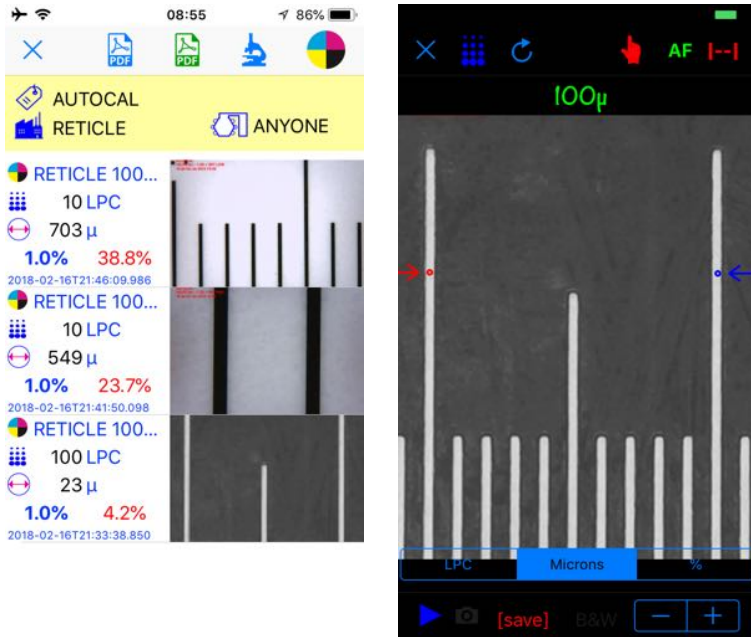 08:55
86%
PDF
PDF
AUTOCAL
RETICLE
ANYONE
RETICLE 100...
10 LPC
703 μ
1.0% 38.8%
2018-02-16T21:46:09.986
RETICLE 100...
10 LPC
549 μ
1.0% 23.7%
2018-02-16T21:41:50.098
RETICLE 100...
100 LPC
23 μ
1.0% 4.2%
2018-02-16T21:33:38.850
AF
100μ
LPC Microns %
[save] B&W